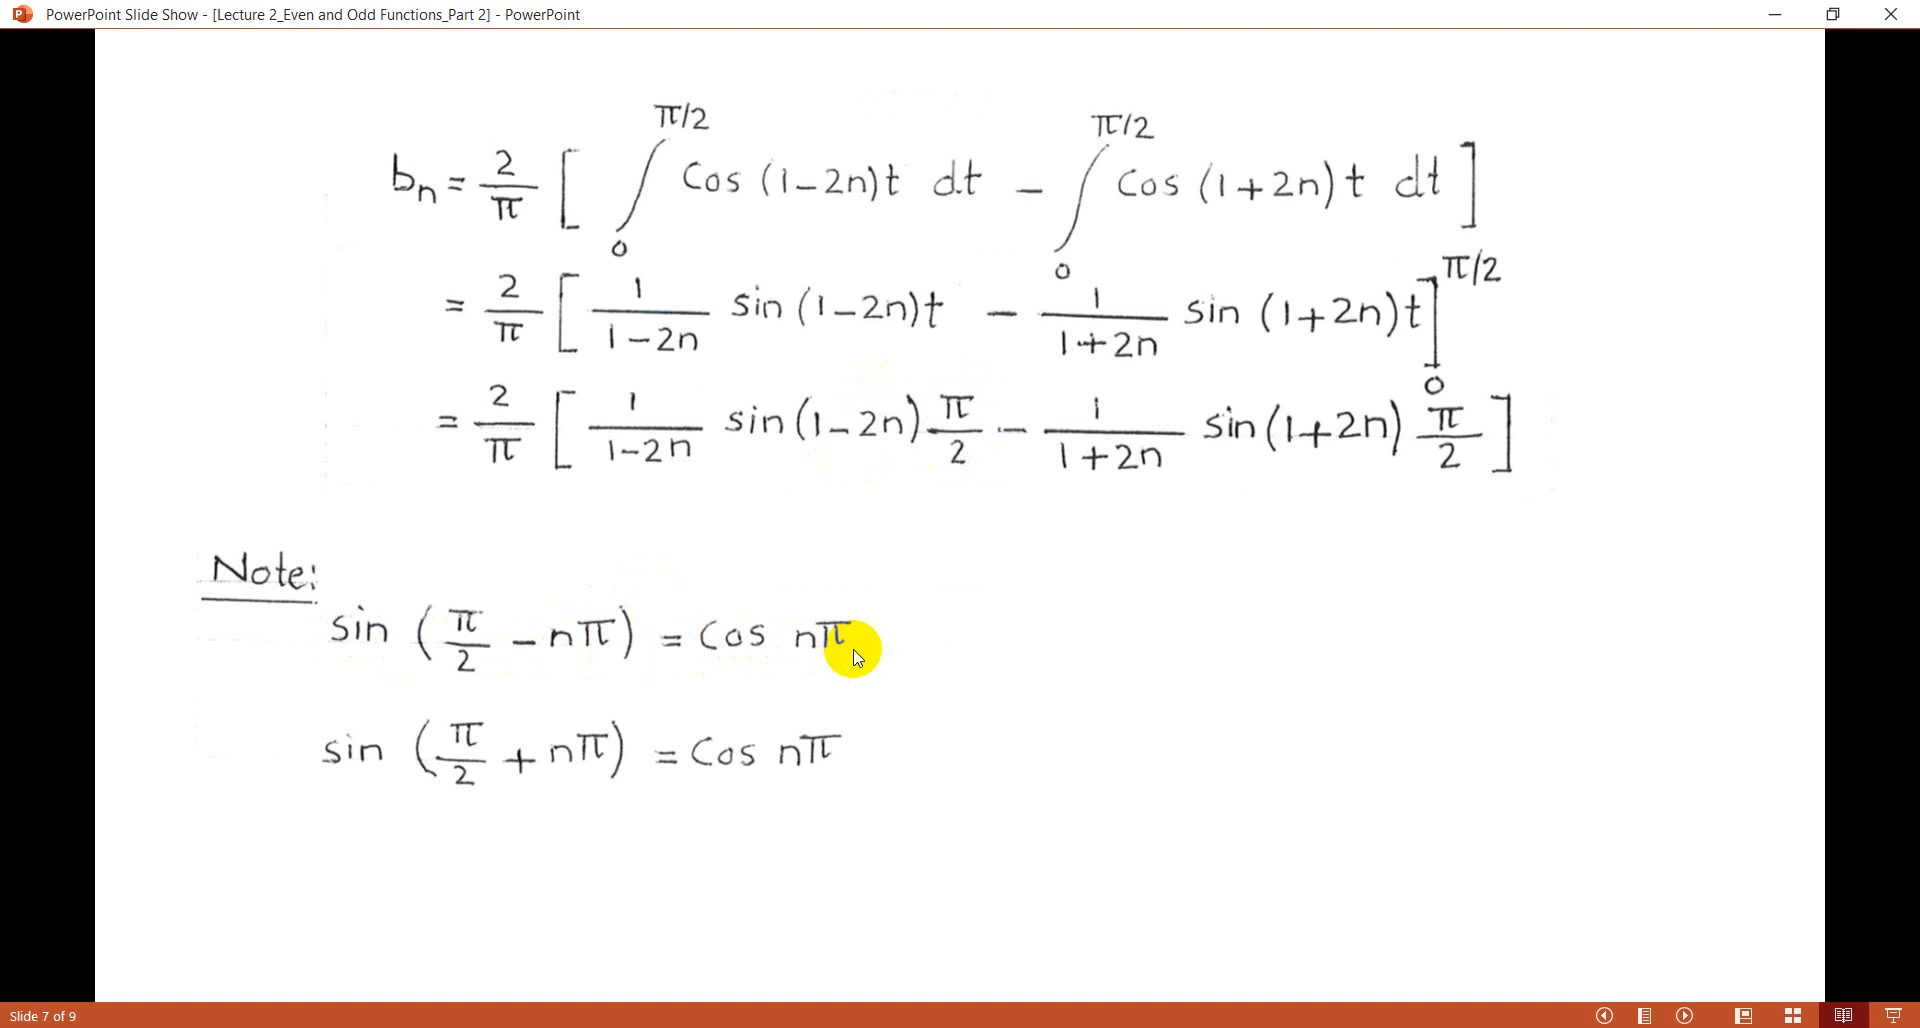 PowerPoint Slide Show - [Lecture 2_Even and Odd Functions_Part 2] - PowerPoint
bn = 2/π [ ∫₀^π/2 Cos (1-2n)t dt - ∫₀^π/2 Cos (1+2n)t dt ]
= 2/π [ 1/(1-2n) sin (1-2n)t - 1/(1+2n) sin (1+2n)t ]₀^π/2
= 2/π [ 1/(1-2n) sin(1-2n) π/2 - 1/(1+2n) sin(1+2n) π/2 ]
Note:
sin (π/2 - nπ) = Cos nπ
sin (π/2 + nπ) = Cos nπ
Slide 7 of 9